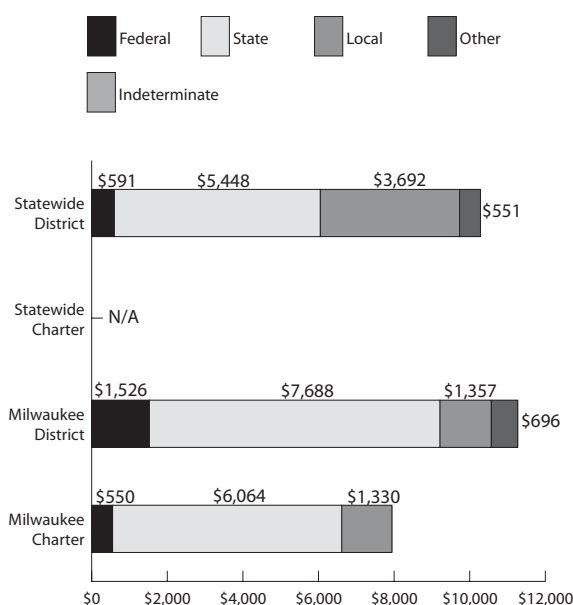 Federal State Local Other
Indeterminate
$591 $5,448 $3,692
Statewide
District
$551
Statewide
Charter
N/A
$1,526 $7,688 $1,357
Milwaukee
District
$696
$550 $6,064 $1,330
Milwaukee
Charter
$0 $2,000 $4,000 $6,000 $8,000 $10,000 $12,000